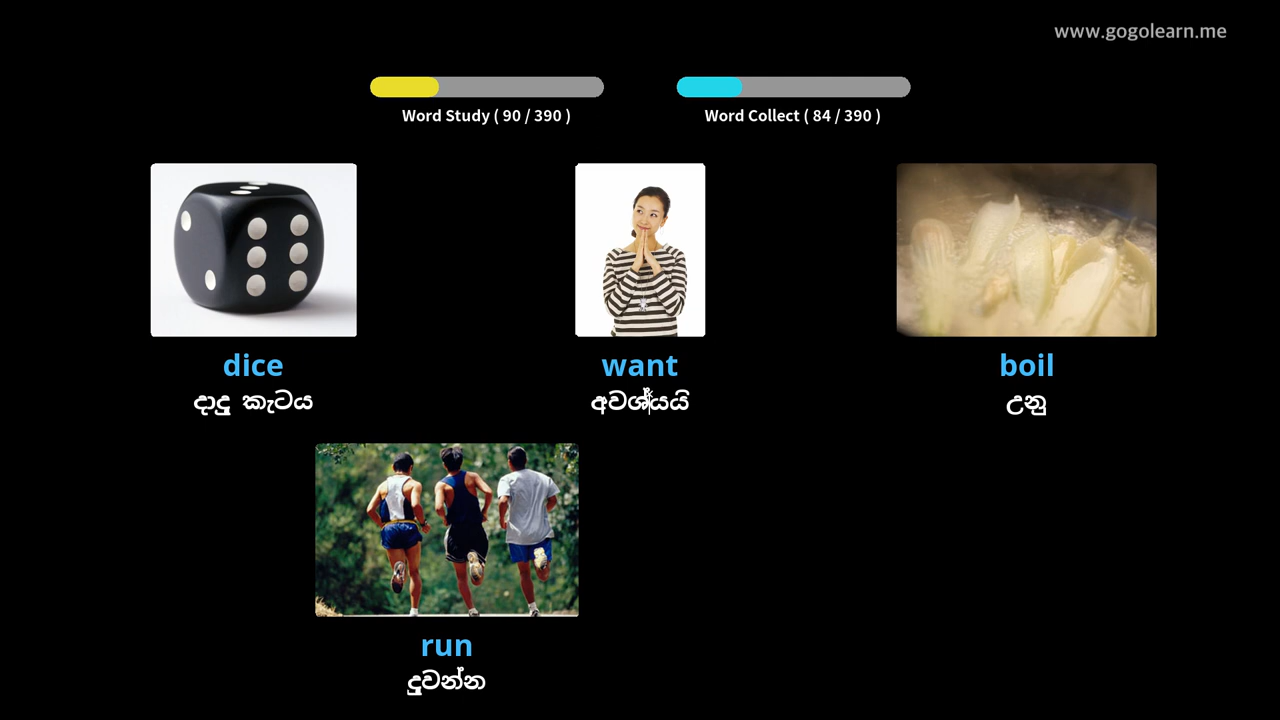 www.gogolearn.me
Word Study ( 90 / 390 )
Word Collect ( 84 / 390 )
dice
දාදු කැටය
want
අවශ්‍යයි
boil
උනු
run
දුවන්න